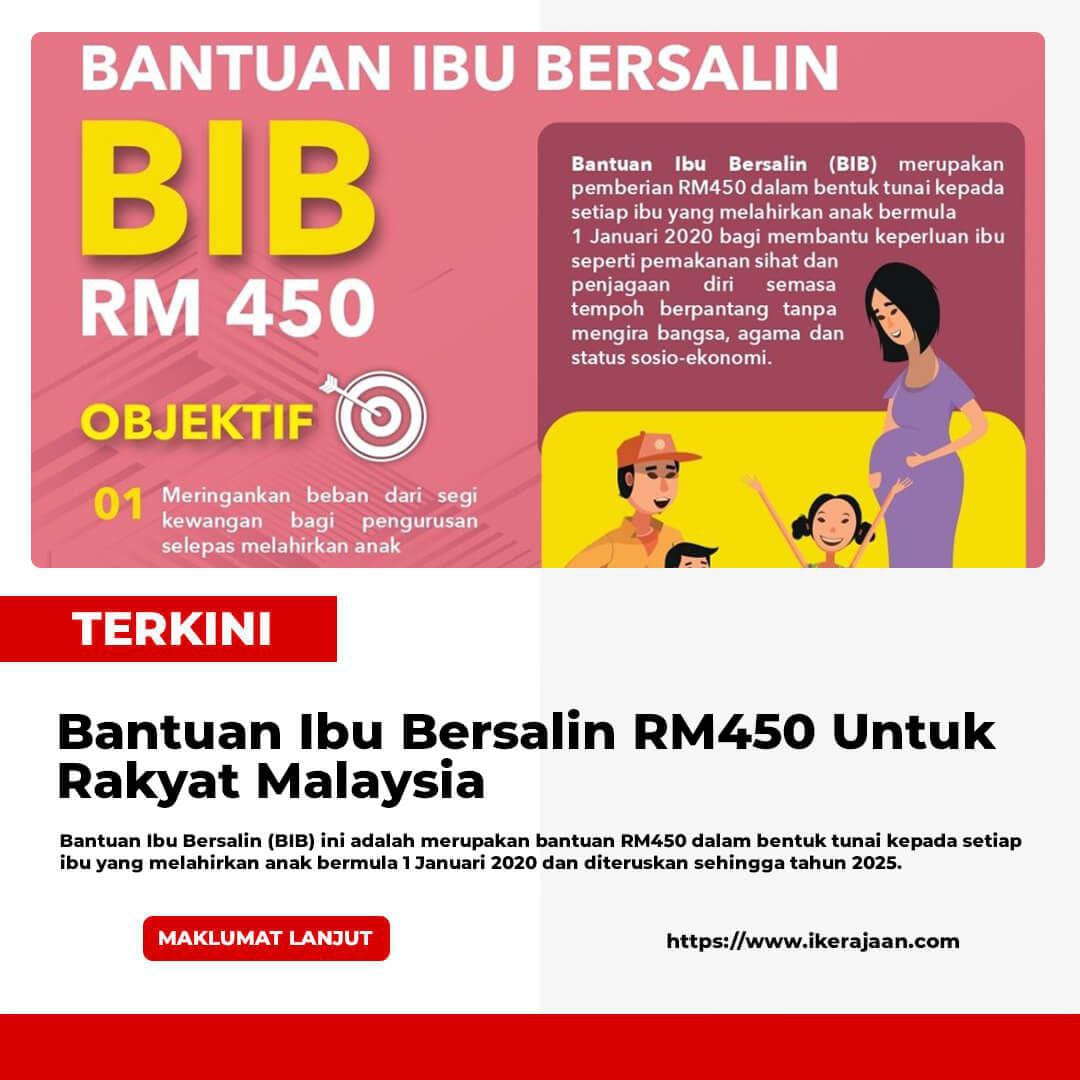 BANTUAN IBU BERSALIN
BIB
RM 450
OBJEKTIF
01 Meringankan beban dari segi
kewangan bagi pengurusan
selepas melahirkan anak
Bantuan Ibu Bersalin (BIB) merupakan
pemberian RM450 dalam bentuk tunai kepada
setiap ibu yang melahirkan anak bermula
1 Januari 2020 bagi membantu keperluan ibu
seperti pemakanan sihat dan
penjagaan diri semasa
tempoh berpantang tanpa
mengira bangsa, agama dan
status sosio-ekonomi.
TERKINI
Bantuan Ibu Bersalin RM450 Untuk
Rakyat Malaysia
Bantuan Ibu Bersalin (BIB) ini adalah merupakan bantuan RM450 dalam bentuk tunai kepada setiap
ibu yang melahirkan anak bermula 1 Januari 2020 dan diteruskan sehingga tahun 2025.
MAKLUMAT LANJUT
https://www.ikerajaan.com